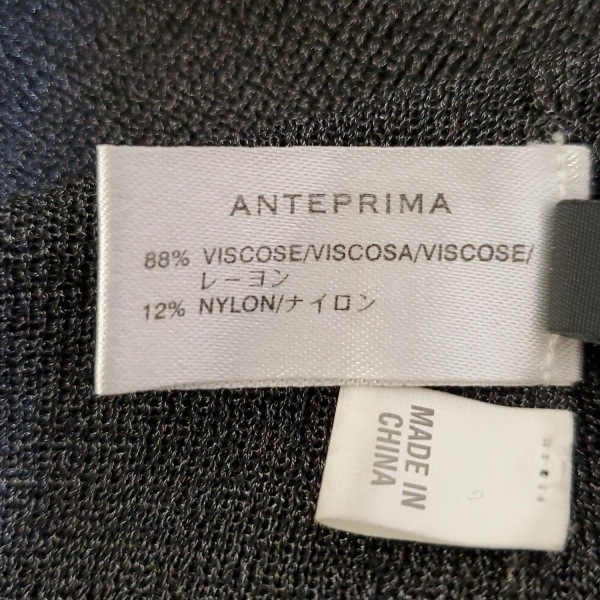 ANTEPRIMA
88% VISCOSE/VISCOSA/VISCOSE/
レーヨン
12% NYLON/ナイロン
MADE IN
CHINA